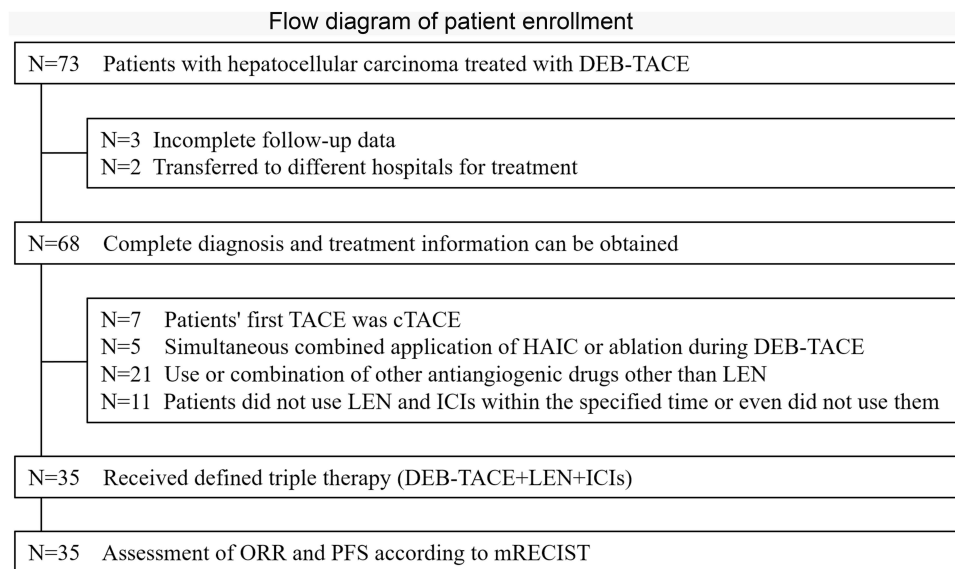 Flow diagram of patient enrollment
N=73 Patients with hepatocellular carcinoma treated with DEB-TACE
N=3 Incomplete follow-up data
N=2 Transferred to different hospitals for treatment
N=68 Complete diagnosis and treatment information can be obtained
N=7 Patients' first TACE was cTACE
N=5 Simultaneous combined application of HAIC or ablation during DEB-TACE
N=21 Use or combination of other antiangiogenic drugs other than LEN
N=11 Patients did not use LEN and ICIs within the specified time or even did not use them
N=35 Received defined triple therapy (DEB-TACE+LEN+ICIs)
N=35 Assessment of ORR and PFS according to mRECIST